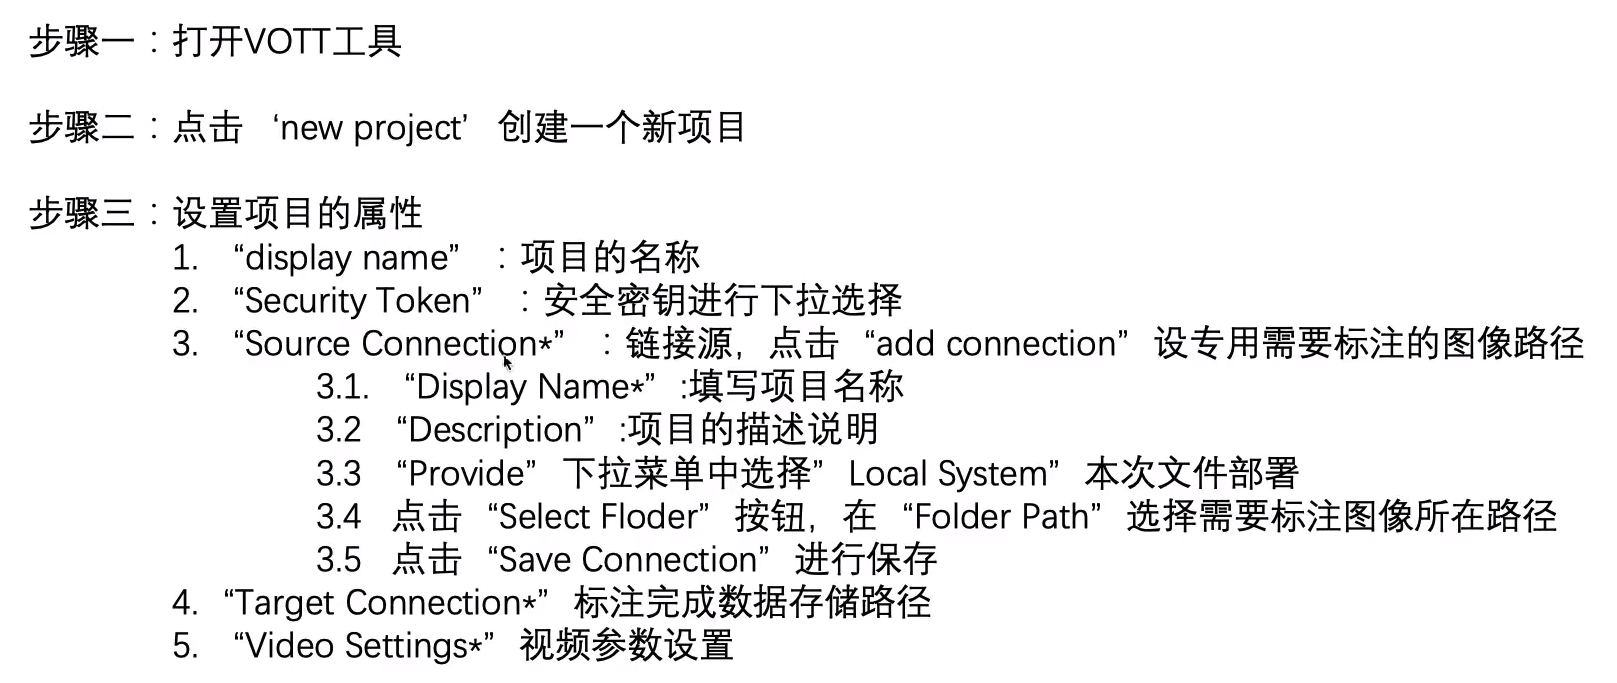 步骤一：打开VOTT工具
步骤二：点击 ‘new project’ 创建一个新项目
步骤三：设置项目的属性
1. “display name” ：项目的名称
2. “Security Token” ：安全密钥进行下拉选择
3. “Source Connection*” ：链接源，点击 “add connection” 设专用需要标注的图像路径
3.1. “Display Name*” :填写项目名称
3.2 “Description” :项目的描述说明
3.3 “Provide” 下拉菜单中选择” Local System” 本次文件部署
3.4 点击 “Select Floder” 按钮，在 “Folder Path” 选择需要标注图像所在路径
3.5 点击 “Save Connection” 进行保存
4. “Target Connection*” 标注完成数据存储路径
5. “Video Settings*” 视频参数设置